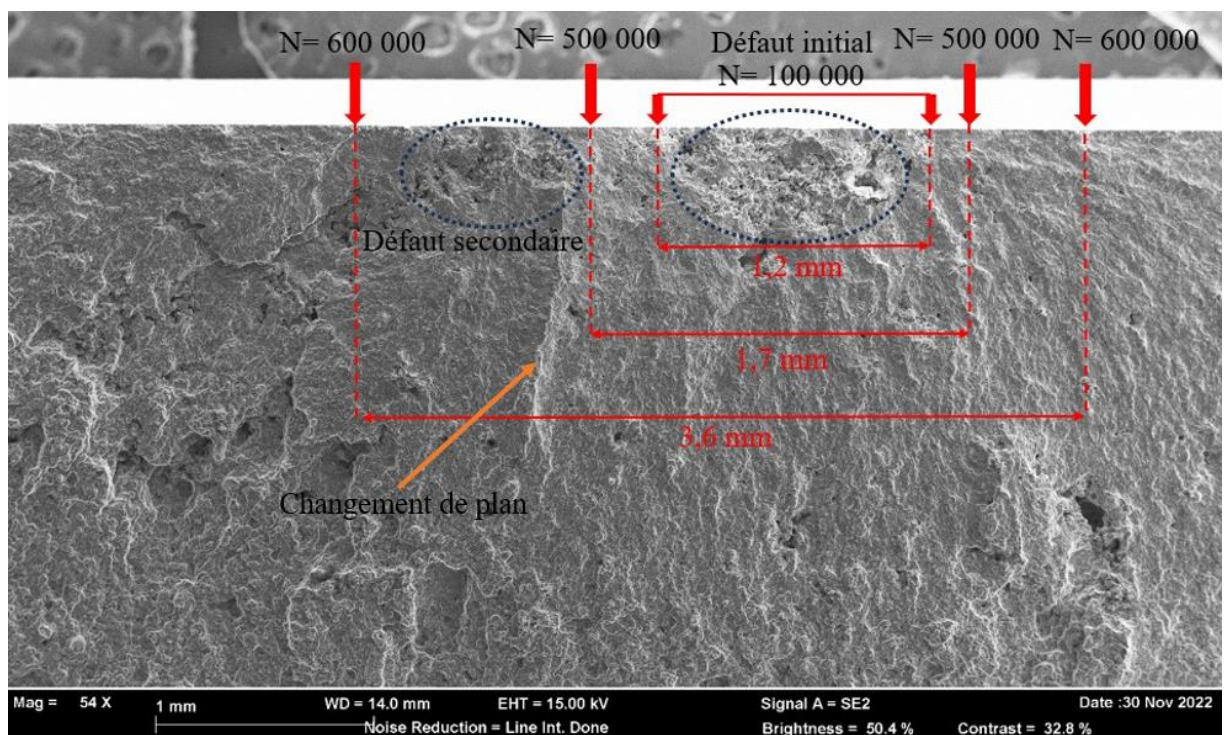 N= 600 000
N= 500 000
Défaut initial
N= 100 000
N= 500 000
N= 600 000
Défaut secondaire
1,2 mm
1,7 mm
3,6 mm
Changement de plan
Mag = 54 X
1 mm
WD = 14.0 mm
EHT = 15.00 kV
Signal A = SE2
Date :30 Nov 2022
Noise Reduction = Line Int. Done
Brightness = 50.4 %
Contrast = 32.8 %